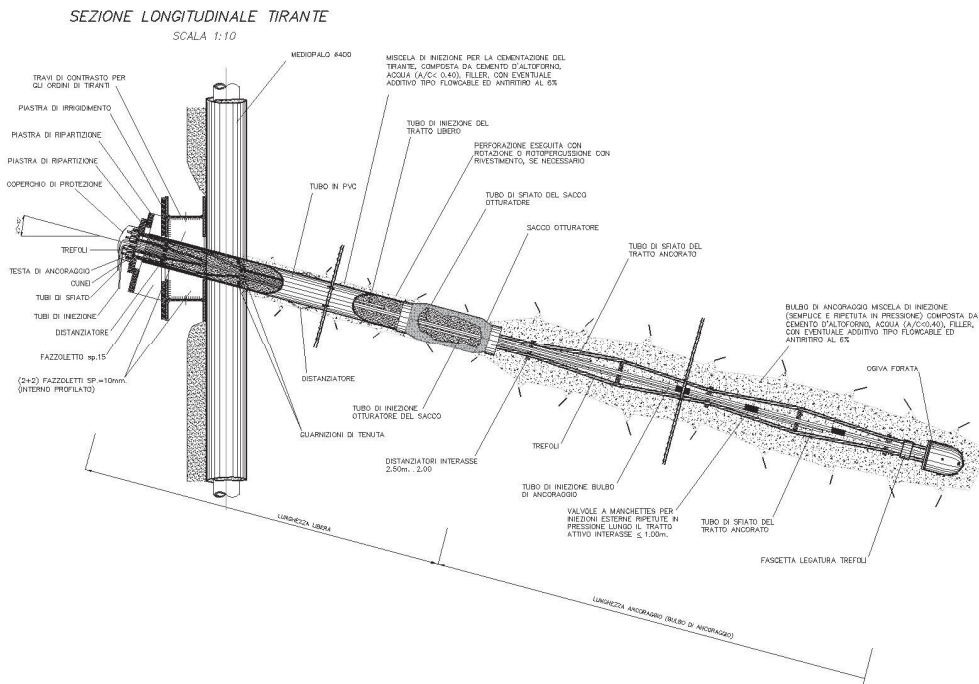 SEZIONE LONGITUDINALE TIRANTE
SCALA 1:10
MEDIOPALO ø400
MISCELA DI INIEZIONE PER LA CEMENTAZIONE DEL
TIRANTE, COMPOSTA DA CEMENTO D'ALTOFORNO,
ACQUA (A/C< 0.40), FILLER, CON EVENTUALE
ADDITIVO TIPO FLOWCABLE ED ANTIRITIRO AL 6%
TRAVI DI CONTRASTO PER
GLI ORDINI DI TIRANTI
PIASTRA DI IRRIGIDIMENTO
PIASTRA DI RIPARTIZIONE
PIASTRA DI RIPARTIZIONE
COPERCHIO DI PROTEZIONE
TUBO DI INIEZIONE DEL
TRATTO LIBERO
PERFORAZIONE ESEGUITA CON
ROTAZIONE O ROTOPERCUSSIONE CON
RIVESTIMENTO, SE NECESSARIO
TUBO IN PVC
TUBO DI SFIATO DEL SACCO
OTTURATORE
SACCO OTTURATORE
TUBO DI SFIATO DEL
TRATTO ANCORATO
TREFOLI
TESTA DI ANCORAGGIO
CUNEI
TUBI DI SFIATO
TUBI DI INIEZIONE
DISTANZIATORE
FAZZOLETTO sp.15
(2+2) FAZZOLETTI SP.=10mm.
(INTERNO PROFILATO)
BULBO DI ANCORAGGIO MISCELA DI INIEZIONE
(SEMPLICE E RIPETUTA IN PRESSIONE) COMPOSTA DA
CEMENTO D'ALTOFORNO, ACQUA (A/C<0.40), FILLER,
CON EVENTUALE ADDITIVO TIPO FLOWCABLE ED
ANTIRITIRO AL 6%
OGIVA FORATA
DISTANZIATORE
TUBO DI INIEZIONE
OTTURATORE DEL SACCO
GUARNIZIONI DI TENUTA
DISTANZIATORI INTERASSE
2.50m. 2.00
TREFOLI
TUBO DI INIEZIONE BULBO
DI ANCORAGGIO
VALVOLE A MANCHETTES PER
INIEZIONI ESTERNE RIPETUTE IN
PRESSIONE LUNGO IL TRATTO
ATTIVO INTERASSE ≤ 1.00m.
TUBO DI SFIATO DEL
TRATTO ANCORATO
FASCETTA LEGATURA TREFOLI
LUNGHEZZA LIBERA
LUNGHEZZA ANCORAGGIO (BULBO DI ANCORAGGIO)